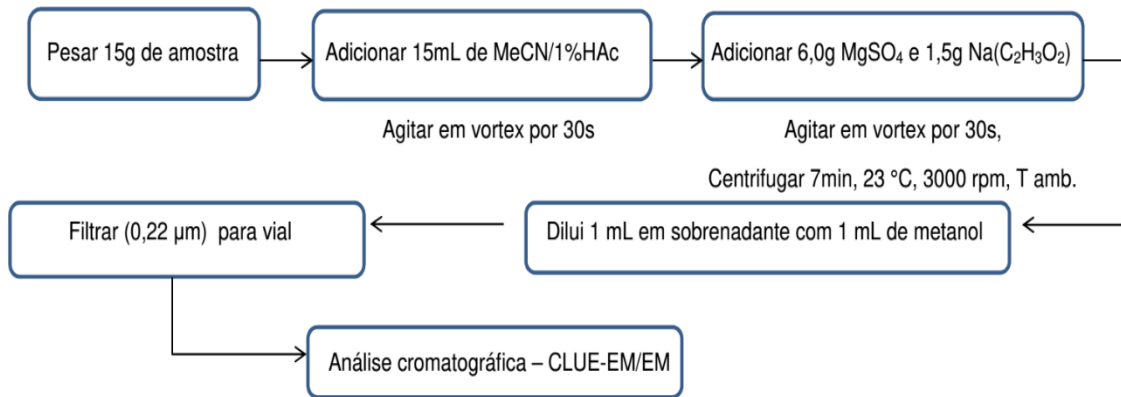 Pesar 15g de amostra
Adicionar 15mL de MeCN/1%HAc
Adicionar 6,0g MgSO₄ e 1,5g Na(C₂H₃O₂)
Agitar em vortex por 30s
Agitar em vortex por 30s,
Centrifugar 7min, 23 °C, 3000 rpm, T amb.
Dilui 1 mL em sobrenadante com 1 mL de metanol
Filtrar (0,22 µm) para vial
Análise cromatográfica – CLUE-EM/EM